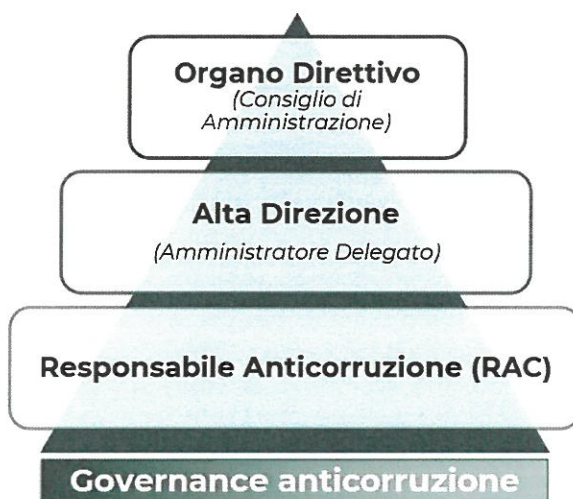 Organo Direttivo
(Consiglio di
Amministrazione)
Alta Direzione
(Amministratore Delegato)
Responsabile Anticorruzione (RAC)
Governance anticorruzione